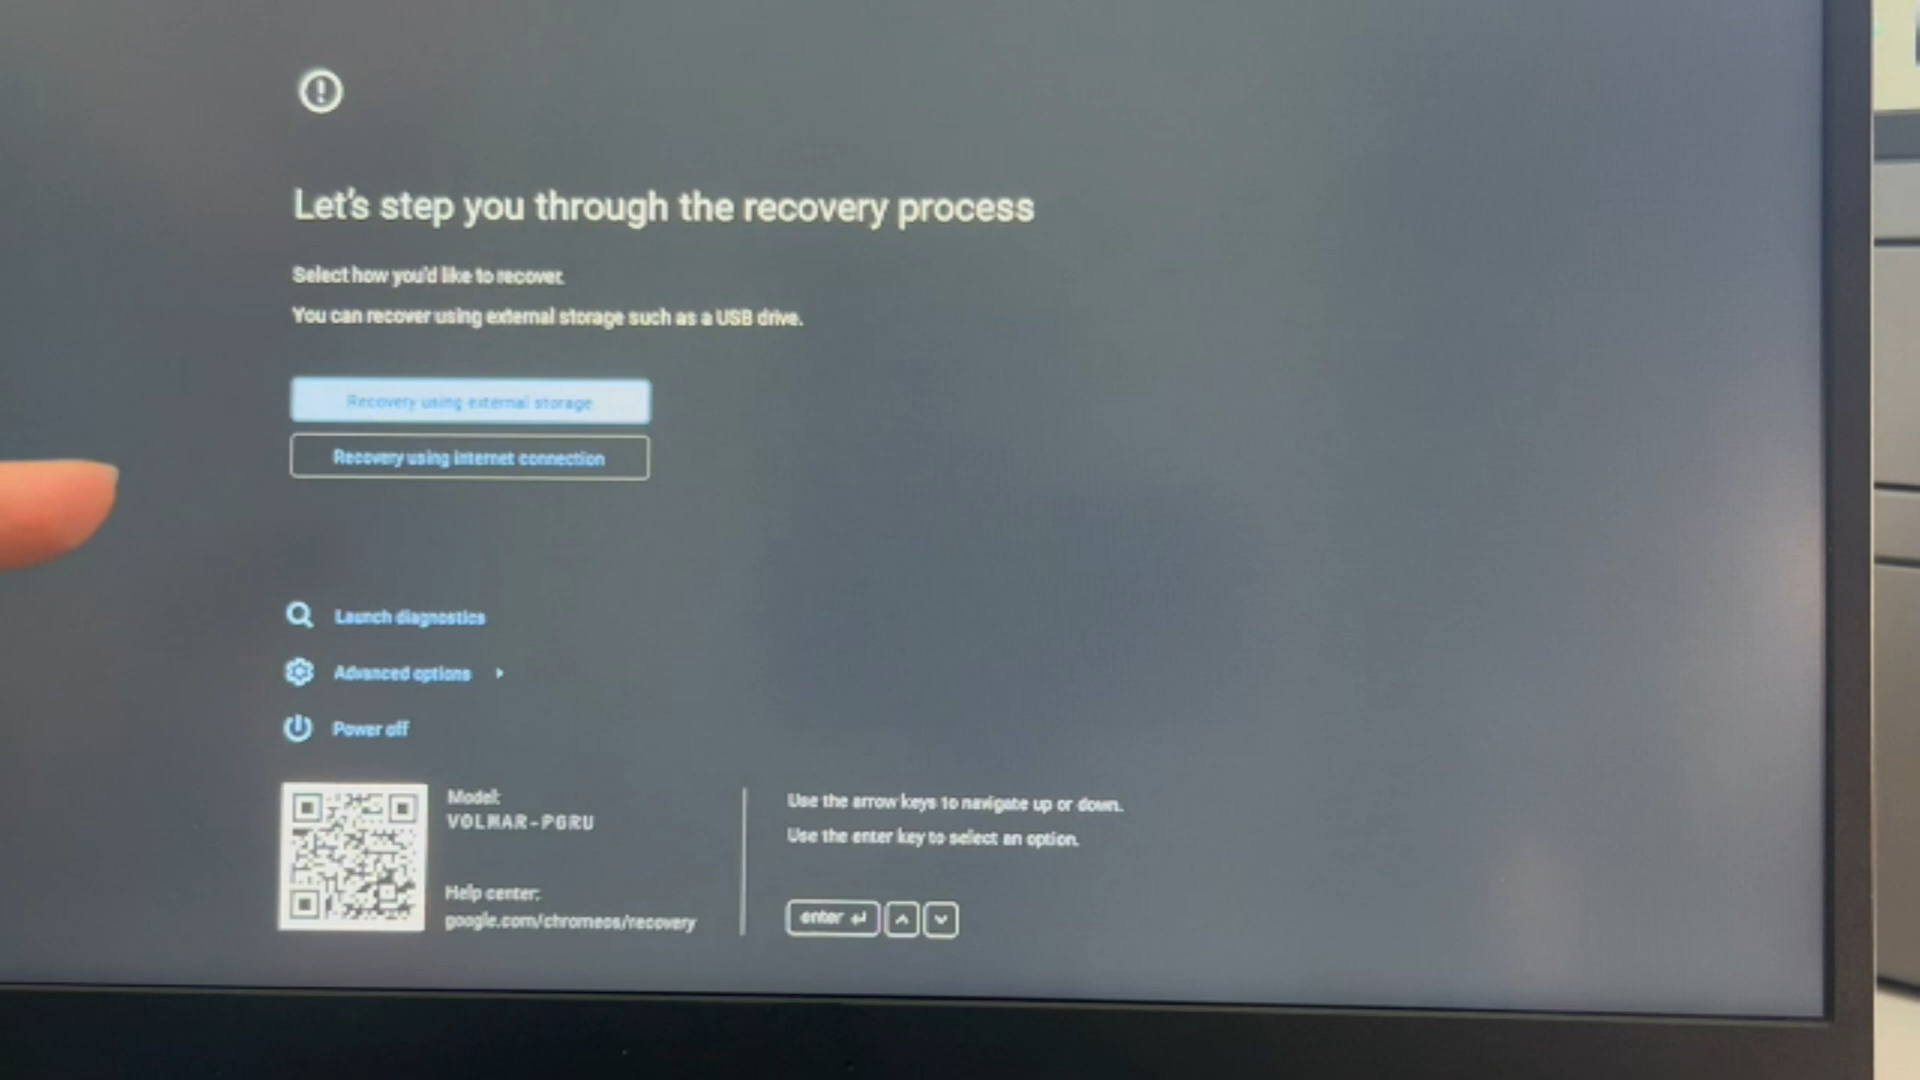 Let's step you through the recovery process
Select how you'd like to recover.
You can recover using external storage such as a USB drive.
Recovery using external storage
Recovery using internet connection
Launch diagnostics
Advanced options
Power off
Model:
VOLMAR-PGRU
Help center:
google.com/chromeos/recovery
Use the arrow keys to navigate up or down.
Use the enter key to select an option.
enter